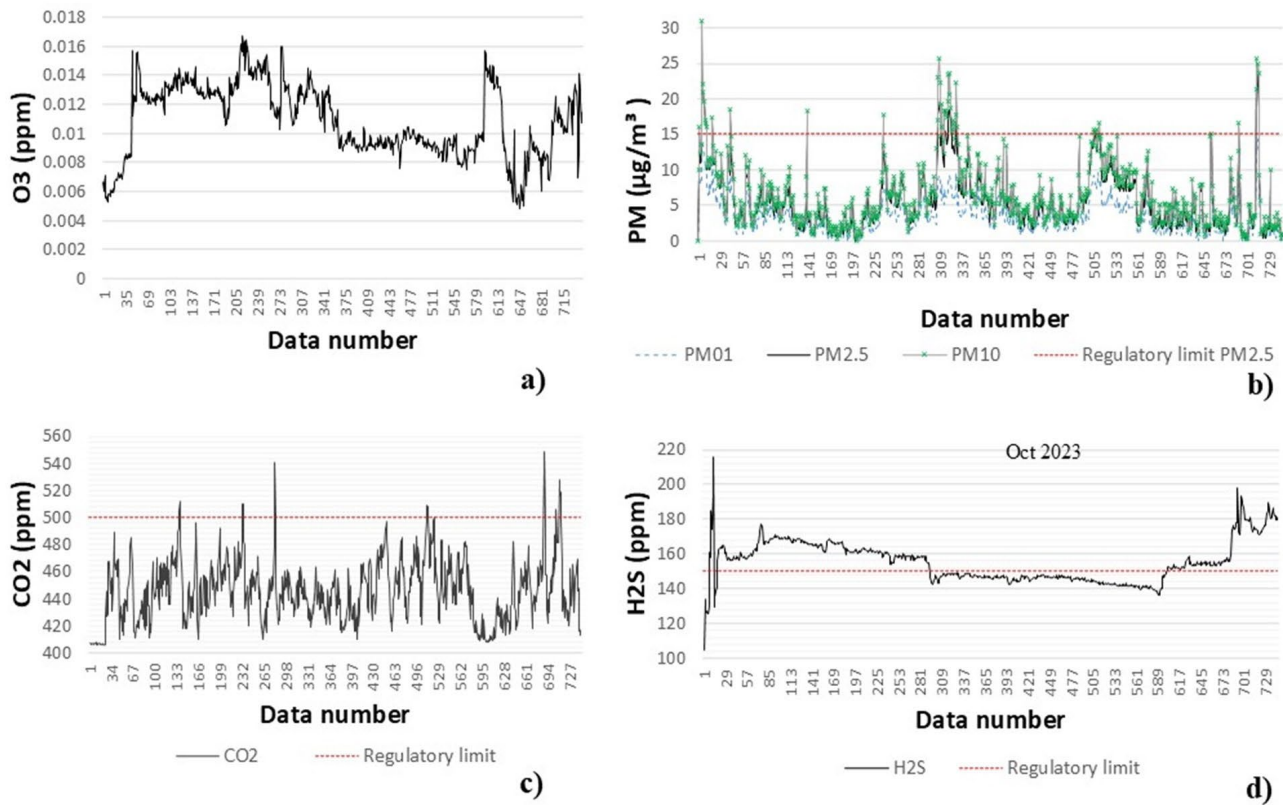 0.018
0.016
0.014
0.012
0.01
0.008
0.006
0.004
0.002
0
O3 (ppm)
1 35 69 103 137 171 205 239 273 307 341 375 409 443 477 511 545 579 613 647 681 715
Data number
a)
30
25
20
15
10
5
0
PM (µg/m³)
1 29 57 85 113 141 169 197 225 253 281 309 337 365 393 421 449 477 505 533 561 589 617 645 673 701 729
Data number
PM01 PM2.5 PM10 Regulatory limit PM2.5
b)
560
540
520
500
480
460
440
420
400
CO2 (ppm)
1 34 67 100 133 166 199 232 265 298 331 364 397 430 463 496 529 562 595 628 661 694 727
Data number
CO2 Regulatory limit
c)
Oct 2023
220
200
180
160
140
120
100
H2S (ppm)
1 29 57 85 113 141 169 197 225 253 281 309 337 365 393 421 449 477 505 533 561 589 617 645 673 701 729
Data number
H2S Regulatory limit
d)